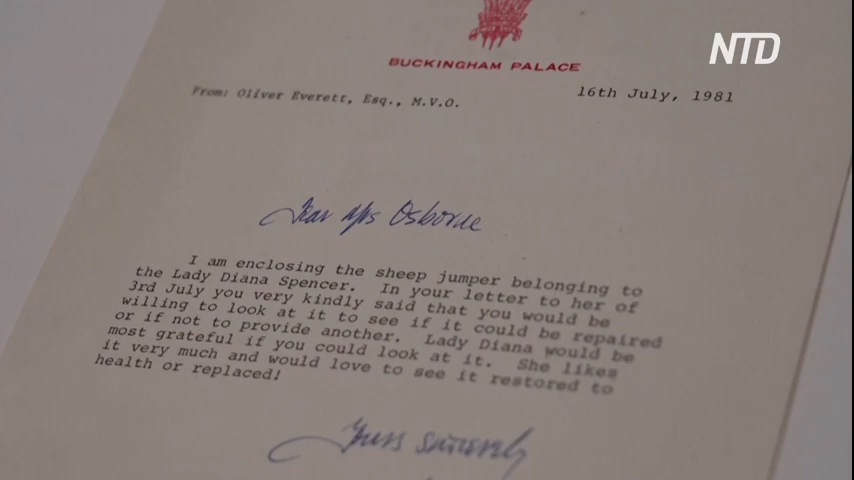 NTD
BUCKINGHAM PALACE
From: Oliver Everett, Esq., M.V.O.
16th July, 1981
Dear Mrs Osborne
I am enclosing the sheep jumper belonging to
the Lady Diana Spencer. In your letter to her of
3rd July you very kindly said that you would be
willing to look at it to see if it could be repaired
or if not to provide another. Lady Diana would be
most grateful if you could look at it. She likes
it very much and would love to see it restored to
health or replaced!
Yours sincerely